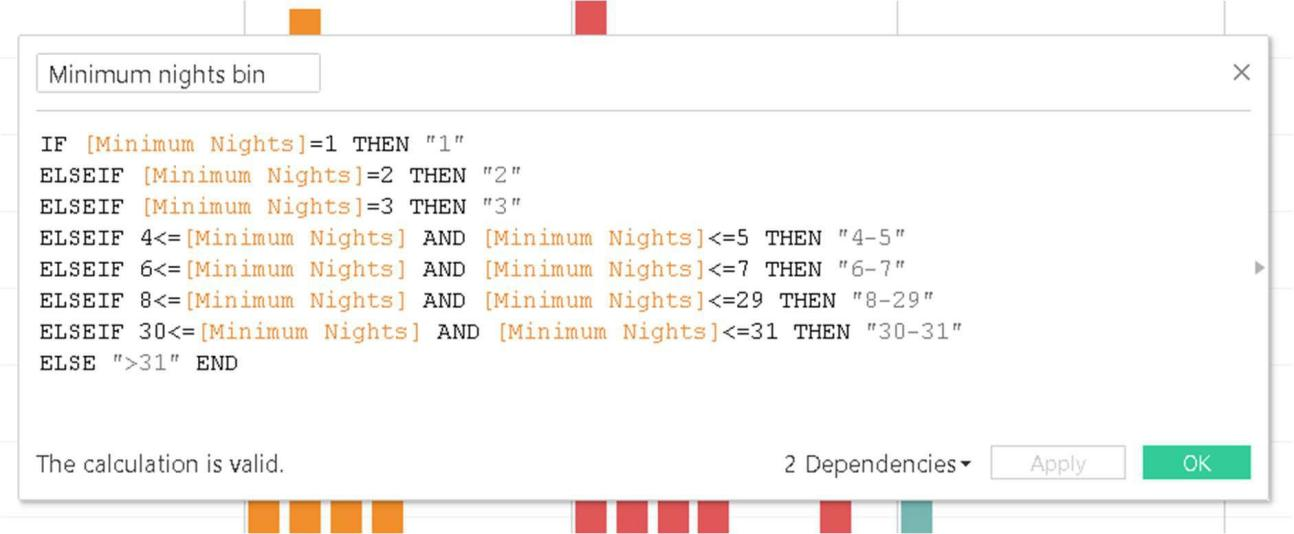 Minimum nights bin
IF [Minimum Nights]=1 THEN "1"
ELSEIF [Minimum Nights]=2 THEN "2"
ELSEIF [Minimum Nights]=3 THEN "3"
ELSEIF 4<=[Minimum Nights] AND [Minimum Nights]<=5 THEN "4-5"
ELSEIF 6<=[Minimum Nights] AND [Minimum Nights]<=7 THEN "6-7"
ELSEIF 8<=[Minimum Nights] AND [Minimum Nights]<=29 THEN "8-29"
ELSEIF 30<=[Minimum Nights] AND [Minimum Nights]<=31 THEN "30-31"
ELSE ">31" END
The calculation is valid. 2 Dependencies Apply OK